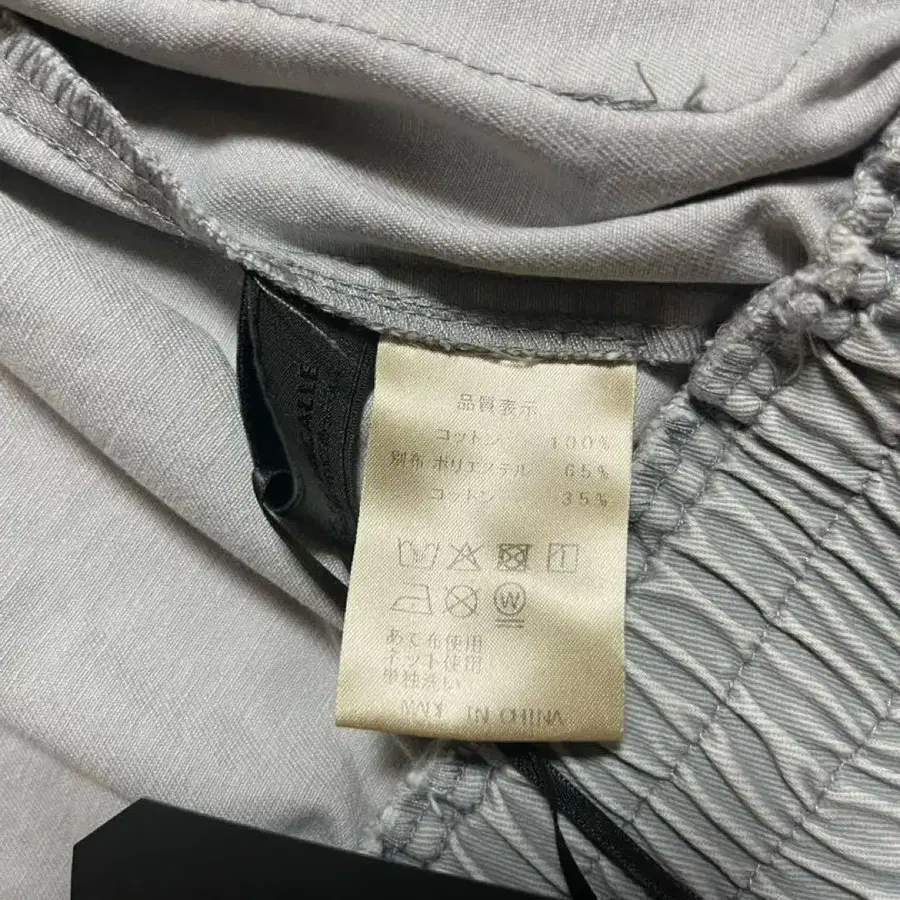 品質表示
コットン 100%
別布 ポリエステル 65%
コットン 35%
W
あて布使用
ネット使用
単独洗い
MADE IN CHINA